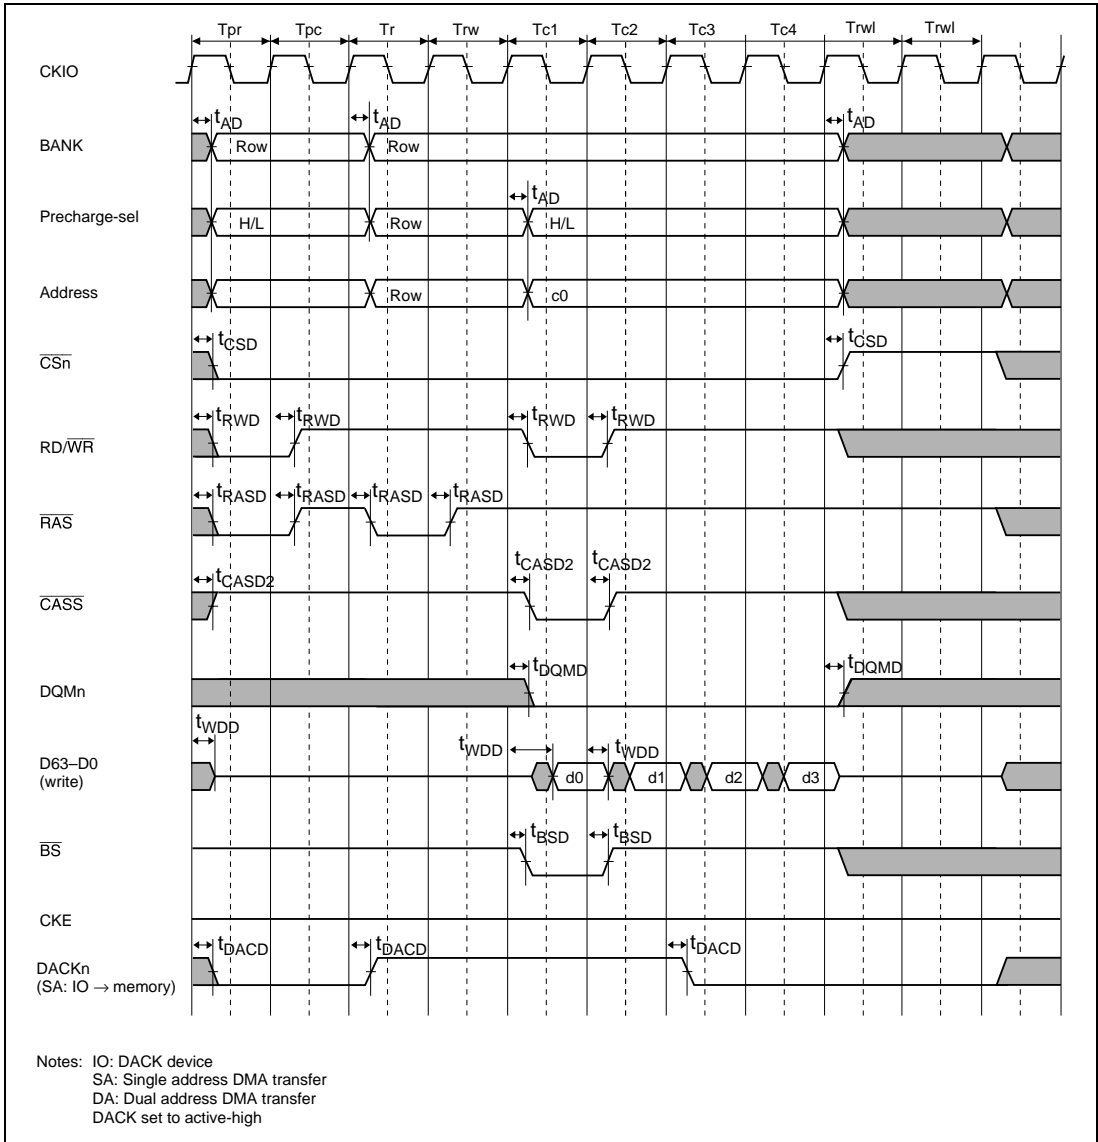 Tpr Tpc Tr Trw Tc1 Tc2 Tc3 Tc4 Trwl Trwl
CKIO
tAD tAD tAD
BANK Row Row
tAD
Precharge-sel H/L Row H/L
Address Row c0
tCSD tCSD
CSn
tRWD tRWD tRWD tRWD
RD/WR
tRASD tRASD tRASD tRASD
RAS
tCASD2 tCASD2 tCASD2
CASS
tDQMD tDQMD
DQMn
tWDD tWDD tWDD
D63–D0
(write) d0 d1 d2 d3
tBSD tBSD
BS
CKE
tDACD tDACD tDACD
DACKn
(SA: IO → memory)
Notes: IO: DACK device
SA: Single address DMA transfer
DA: Dual address DMA transfer
DACK set to active-high